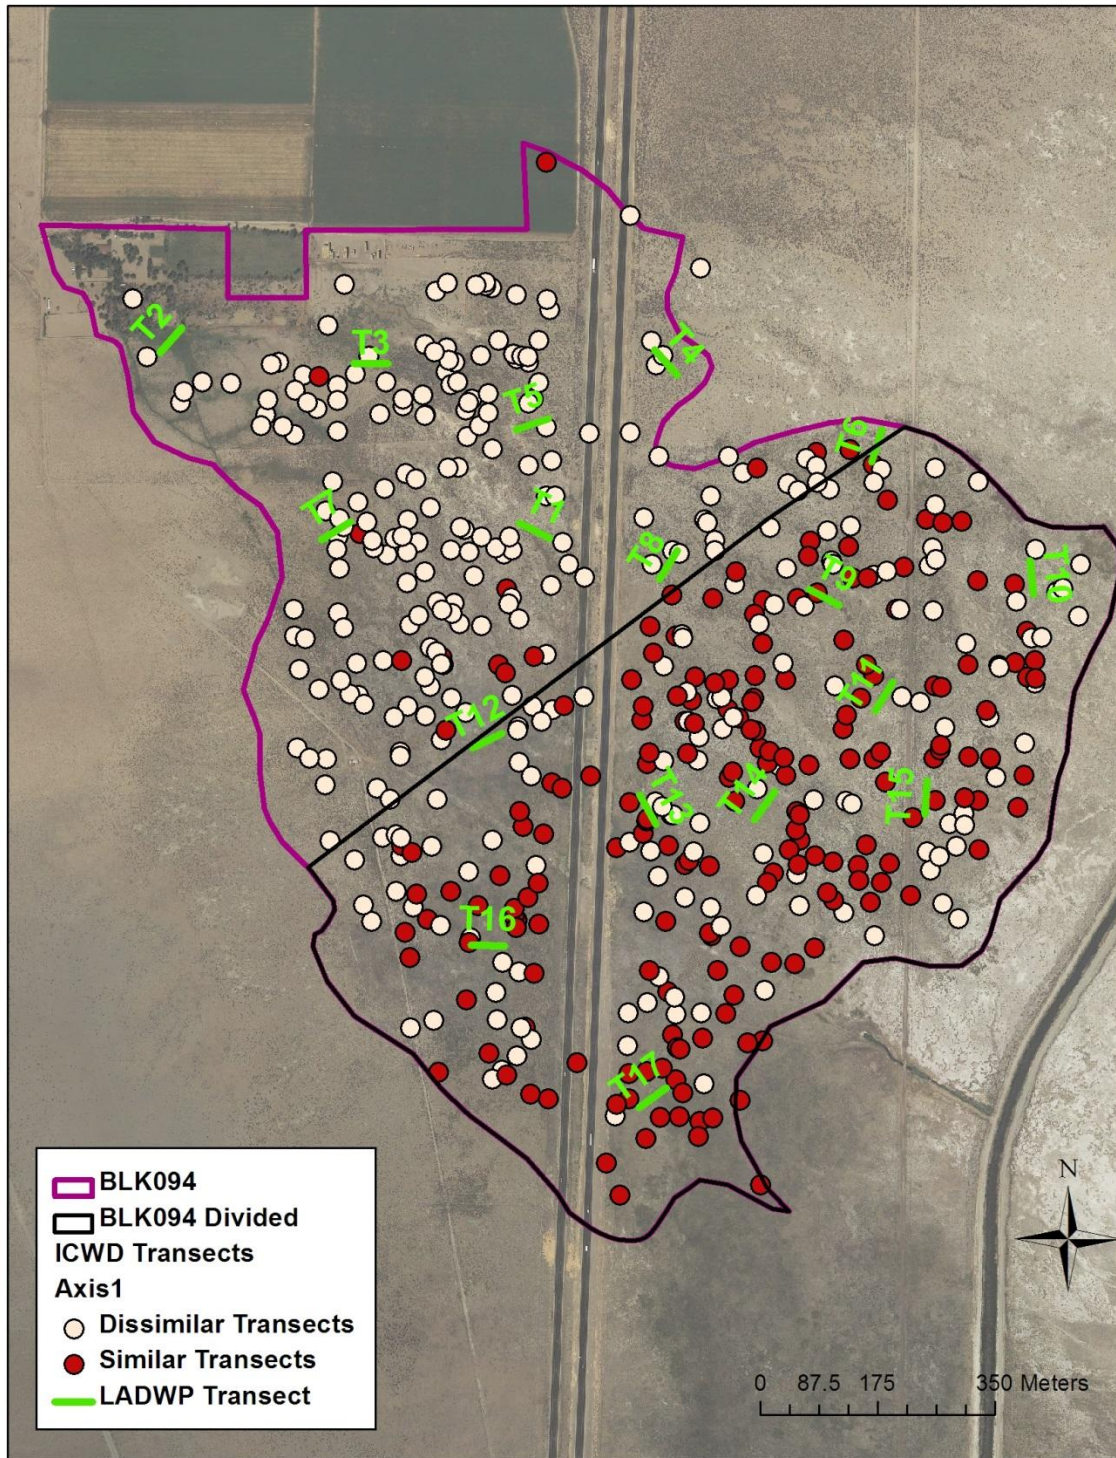 T2
T3
T4
T5
T6
T7
T1
T8
T9
T10
T11
T12
T13
T14
T15
T16
T17
BLK094
BLK094 Divided
ICWD Transects
Axis1
Dissimilar Transects
Similar Transects
LADWP Transect
N
0 87.5 175 350 Meters